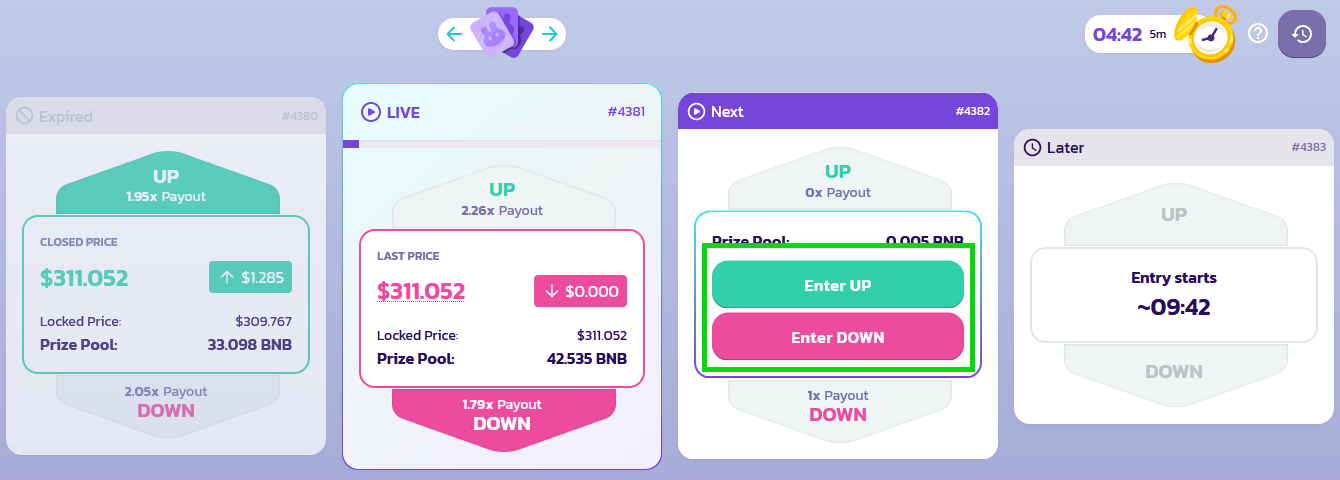 04:42 5m
Expired #4380
UP
1.95x Payout
CLOSED PRICE
$311.052 ↑ $1.285
Locked Price: $309.767
Prize Pool: 33.098 BNB
2.05x Payout
DOWN
LIVE #4381
UP
2.26x Payout
LAST PRICE
$311.052 ↓ $0.000
Locked Price: $311.052
Prize Pool: 42.535 BNB
1.79x Payout
DOWN
Next #4382
UP
0x Payout
Prize Pool: 0.005 BNB
Enter UP
Enter DOWN
1x Payout
DOWN
Later #4383
UP
Entry starts
~09:42
DOWN